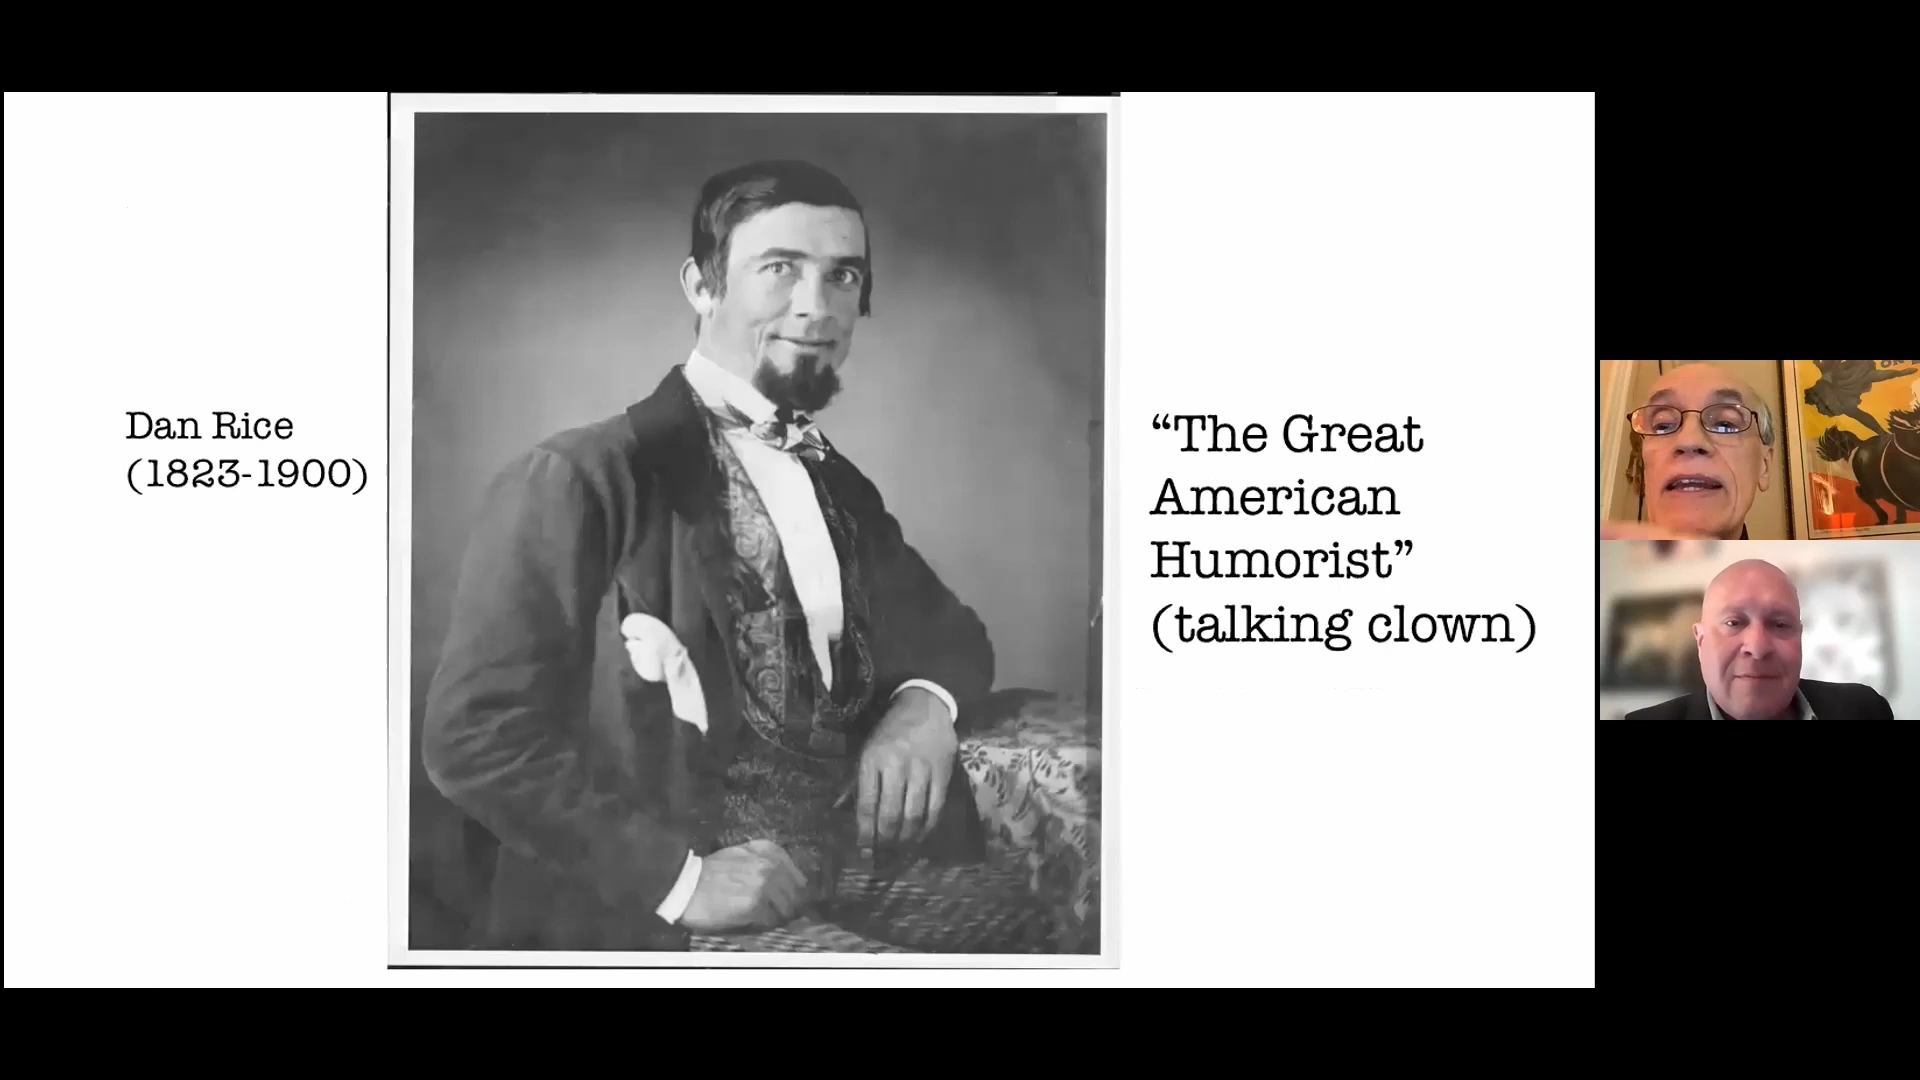 Dan Rice
(1823-1900)
“The Great
American
Humorist”
(talking clown)